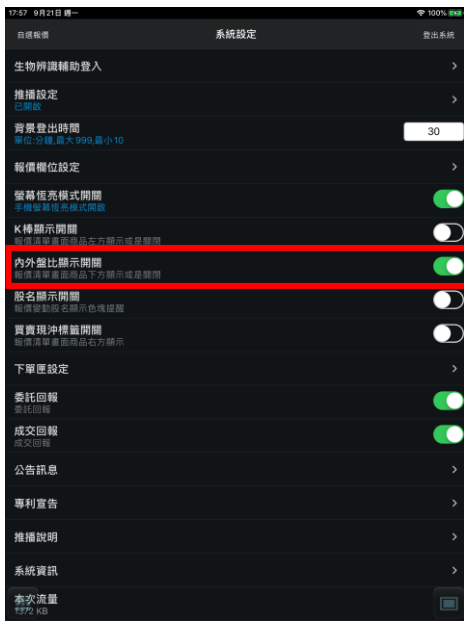 17:57 9月21日 週一
100%
自選報價
系統設定
登出系統
生物辨識輔助登入
推播設定
已開啟
背景登出時間
單位:分鐘,最大999,最小10
30
報價欄位設定
螢幕恆亮模式開關
手機螢幕恆亮模式開啟
K棒顯示開關
報價清單畫面商品左方顯示或是關閉
內外盤比顯示開關
報價清單畫面商品下方顯示或是關閉
股名顯示開關
報價變動股名顯示色塊提醒
買賣現沖標籤開關
報價清單畫面商品右方顯示
下單匣設定
委託回報
委託回報
成交回報
成交回報
公告訊息
專利宣告
推播說明
系統資訊
本次流量
1372 KB